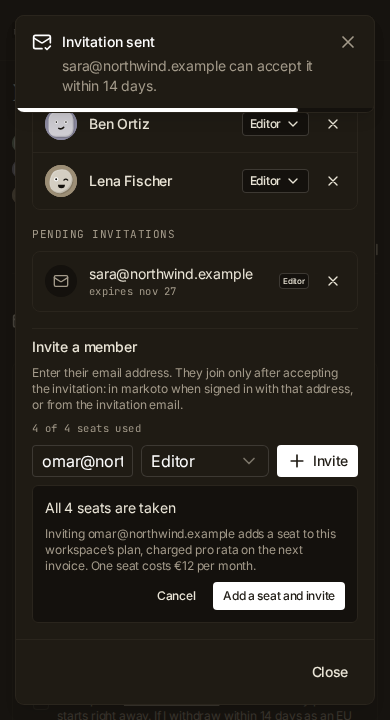 Invitation sent
sara@northwind.example can accept it
within 14 days.
Ben Ortiz
Editor
Lena Fischer
Editor
PENDING INVITATIONS
sara@northwind.example
Editor
expires nov 27
Invite a member
Enter their email address. They join only after accepting
the invitation: in markoto when signed in with that address,
or from the invitation email.
4 of 4 seats used
omar@nort
Editor
Invite
All 4 seats are taken
Inviting omar@northwind.example adds a seat to this
workspace's plan, charged pro rata on the next
invoice. One seat costs €12 per month.
Cancel
Add a seat and invite
Close
starts right away. If I withdraw within 14 days as an EU